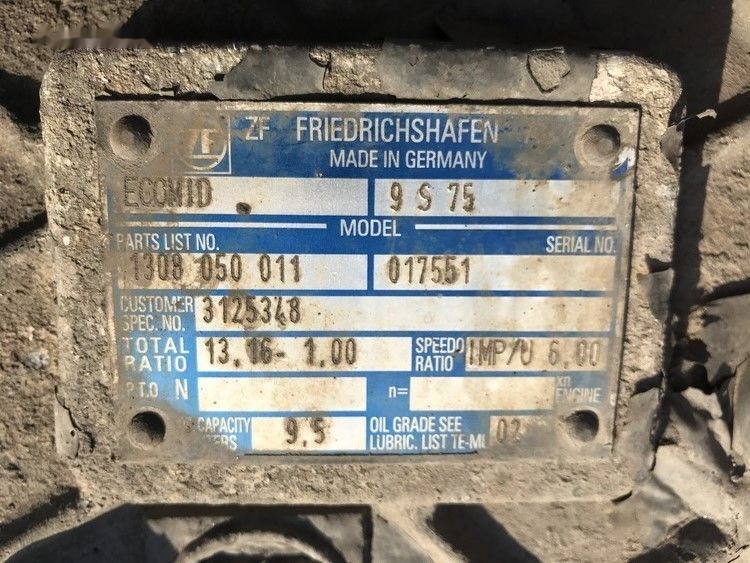 ZF ZF FRIEDRICHSHAFEN
MADE IN GERMANY
ECOMID 9 S 75
MODEL
PARTS LIST NO. SERIAL NO.
1308 050 011 017551
CUSTOMER SPEC. NO. 3125348
TOTAL RATIO 13,16- 1.00 SPEEDO RATIO IMP/U 6.00
P.T.O N n= xn ENGINE
CAPACITY 9,5 OIL GRADE SEE LUBRIC. LIST TE-ML 02